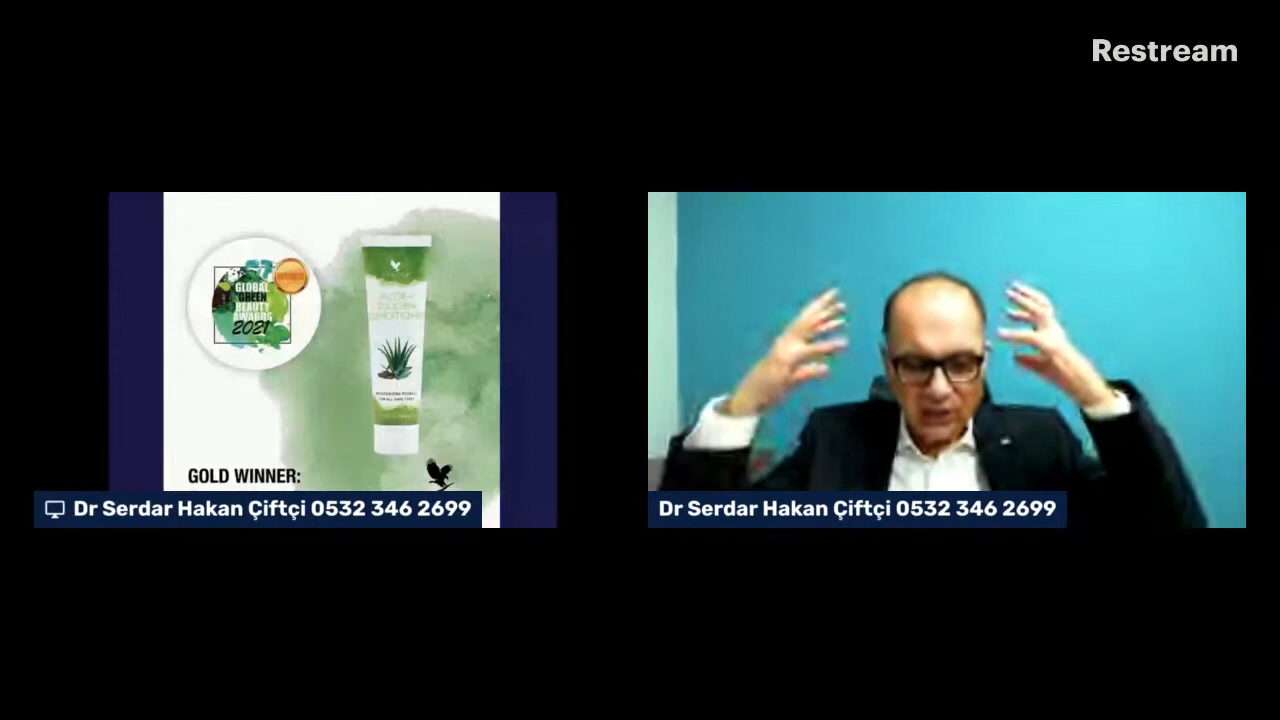 Restream
GLOBAL
GREEN
BEAUTY
AWARDS
2021
GOLD WINNER:
Dr Serdar Hakan Çiftçi 0532 346 2699
Dr Serdar Hakan Çiftçi 0532 346 2699